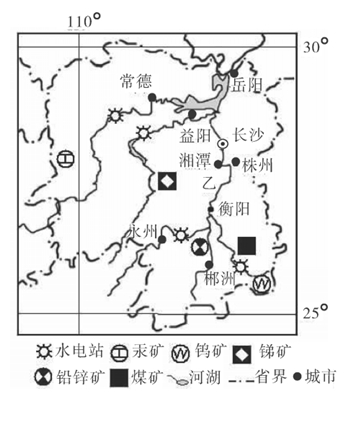 110°
30°
常德
岳阳
益阳
长沙
湘潭
株州
乙
衡阳
永州
郴洲
25°
水电站 汞矿 钨矿 锑矿
铅锌矿 煤矿 河湖 省界 城市